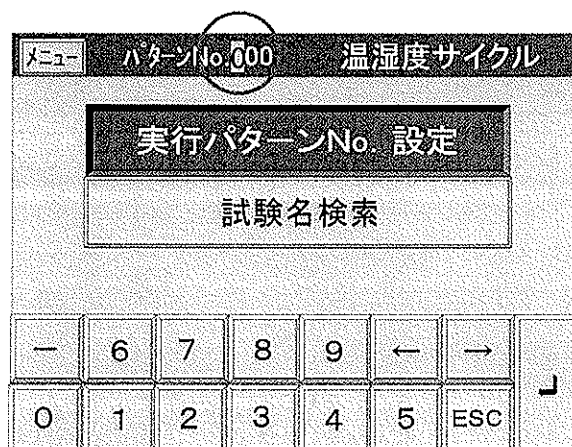 メニュー パターンNo.000 温湿度サイクル
実行パターンNo. 設定
試験名検索
－ 6 7 8 9 ← →
0 1 2 3 4 5 ESC ┘